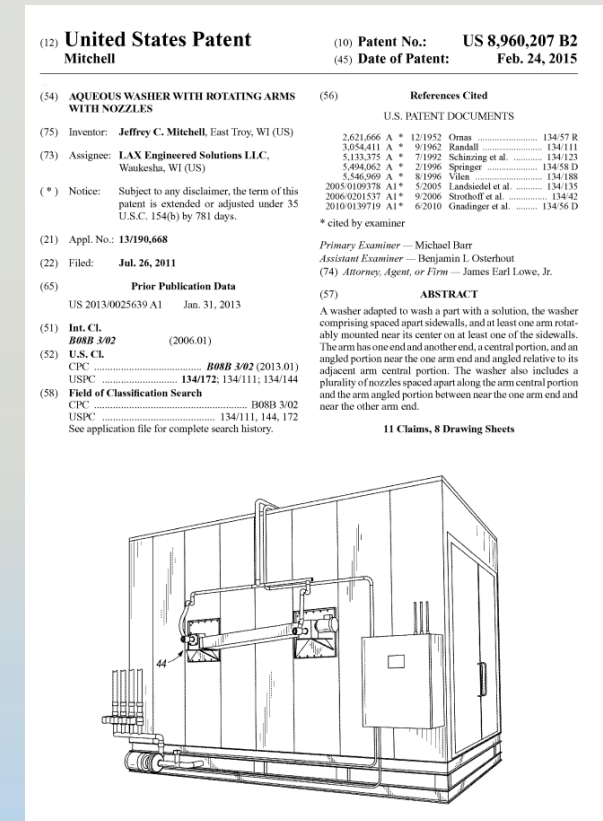 (12) United States Patent
Mitchell
(10) Patent No.: US 8,960,207 B2
(45) Date of Patent: Feb. 24, 2015
(54) AQUEOUS WASHER WITH ROTATING ARMS
WITH NOZZLES
(75) Inventor: Jeffrey C. Mitchell, East Troy, WI (US)
(73) Assignee: LAX Engineered Solutions LLC,
Waukesha, WI (US)
( * ) Notice: Subject to any disclaimer, the term of this
patent is extended or adjusted under 35
U.S.C. 154(b) by 781 days.
(21) Appl. No.: 13/190,668
(22) Filed: Jul. 26, 2011
(65) Prior Publication Data
US 2013/0025639 A1 Jan. 31, 2013
(51) Int. Cl.
B08B 3/02 (2006.01)
(52) U.S. Cl.
CPC ..................................... B08B 3/02 (2013.01)
USPC ............................ 134/172; 134/111; 134/144
(58) Field of Classification Search
CPC ..................................................... B08B 3/02
USPC ....................................... 134/111, 144, 172
See application file for complete search history.
(56) References Cited
U.S. PATENT DOCUMENTS
2,621,666 A * 12/1952 Omas ........................ 134/57 R
3,054,411 A * 9/1962 Randall ....................... 134/111
5,133,375 A * 7/1992 Schinzing et al. ............ 134/123
5,494,062 A * 2/1996 Springer ..................... 134/58 D
5,546,969 A * 8/1996 Vilen .......................... 134/188
2005/0109378 A1* 5/2005 Landsiedel et al. ........... 134/135
2006/0201537 A1* 9/2006 Strothoff et al. ............... 134/42
2010/0139719 A1* 6/2010 Gnadinger et al. ......... 134/56 D
* cited by examiner
Primary Examiner — Michael Barr
Assistant Examiner — Benjamin L Osterhout
(74) Attorney, Agent, or Firm — James Earl Lowe, Jr.
(57) ABSTRACT
A washer adapted to wash a part with a solution, the washer
comprising spaced apart sidewalls, and at least one arm rotat-
ably mounted near its center on at least one of the sidewalls.
The arm has one end and another end, a central portion, and an
angled portion near the one arm end and angled relative to its
adjacent arm central portion. The washer also includes a
plurality of nozzles spaced apart along the arm central portion
and the arm angled portion between near the one arm end and
near the other arm end.
11 Claims, 8 Drawing Sheets
44